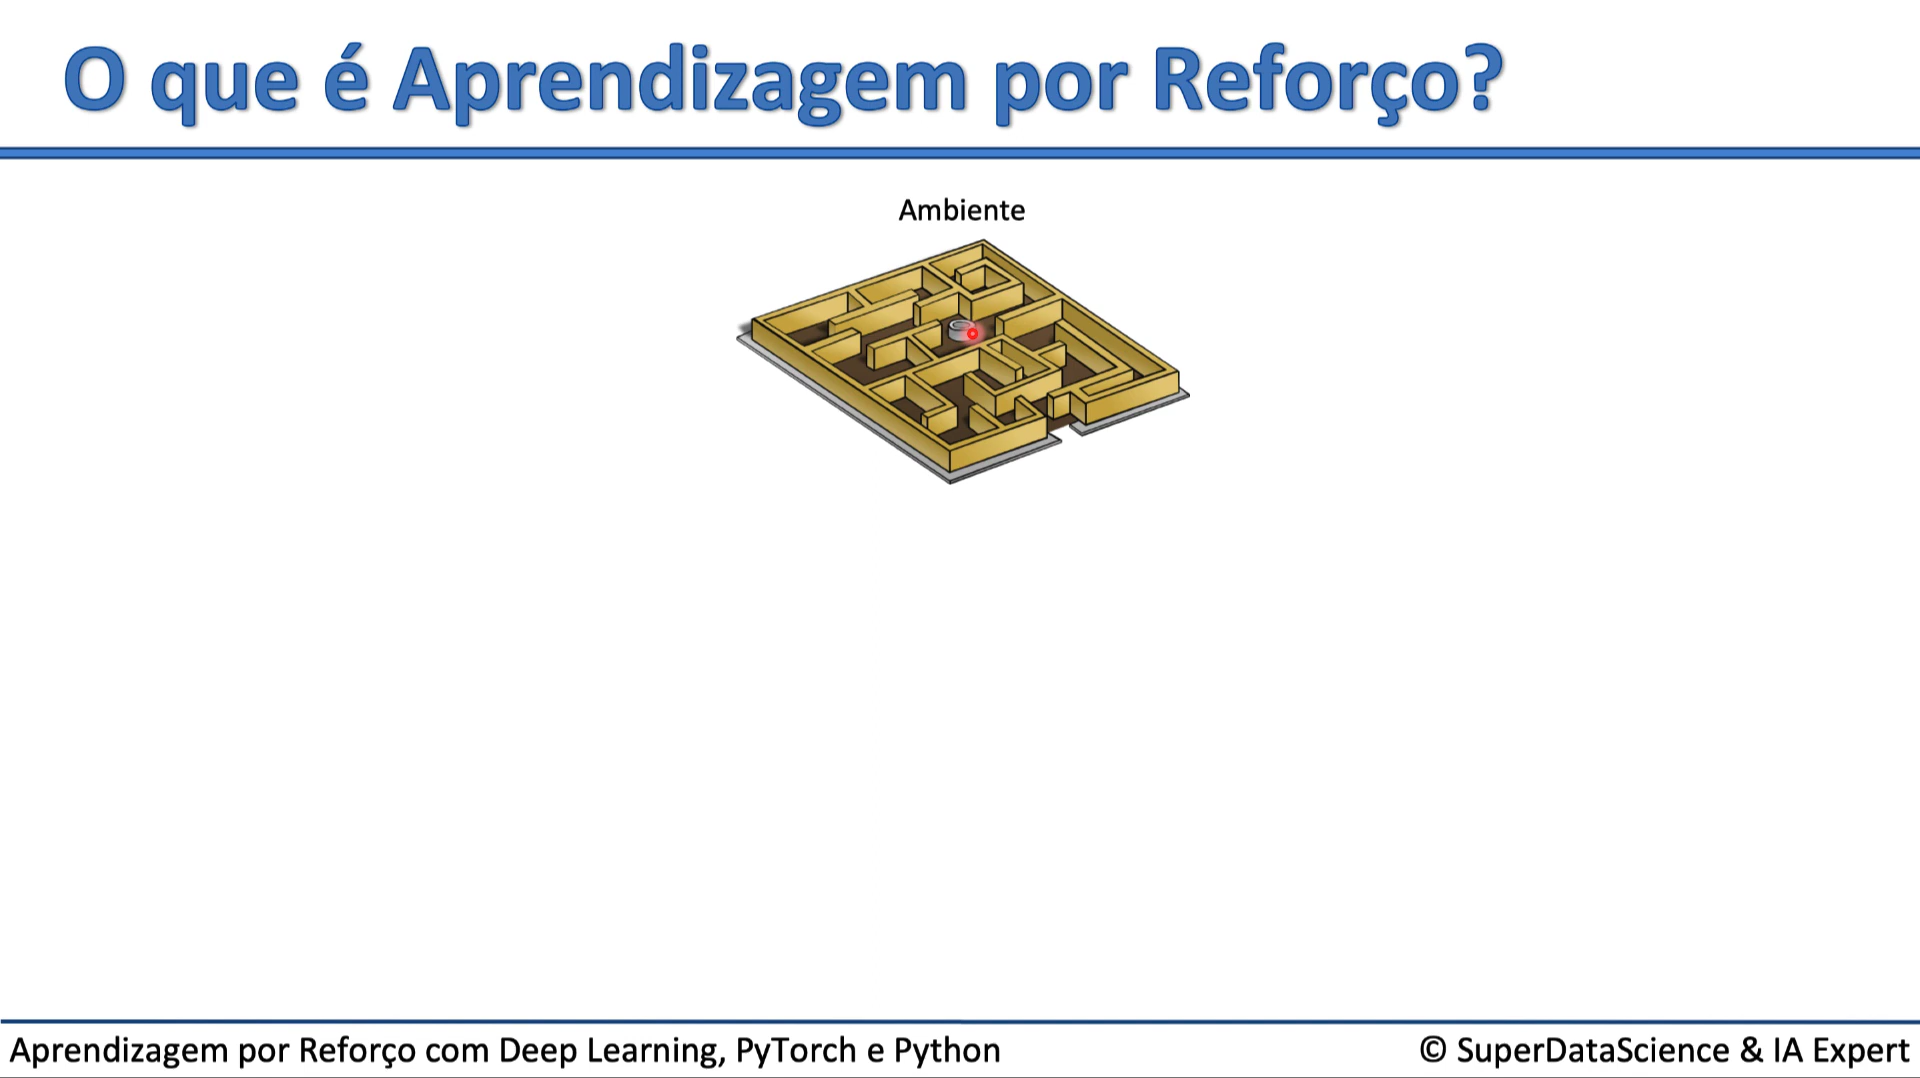 O que é Aprendizagem por Reforço?
Ambiente
Aprendizagem por Reforço com Deep Learning, PyTorch e Python
© SuperDataScience & IA Expert